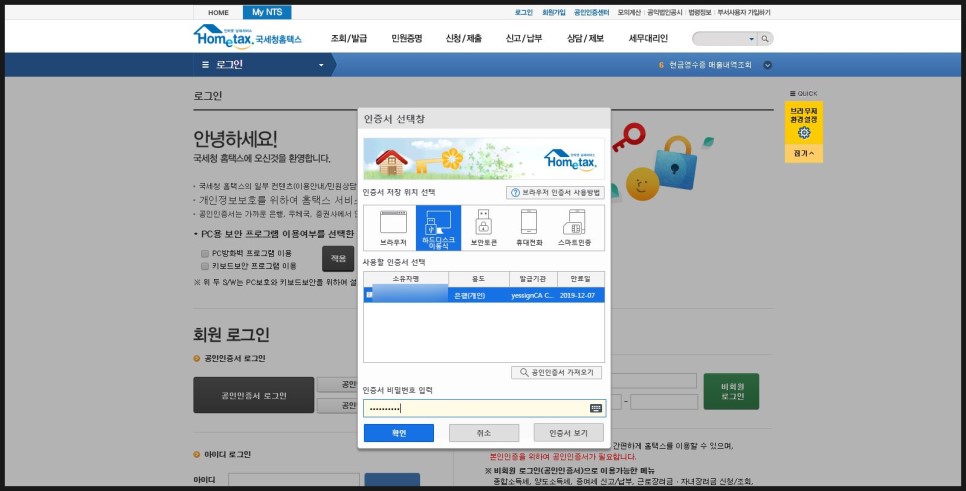 HOME My NTS
로그인 회원가입 공인인증센터 모의계산 공익법인공시 법령정보 부서사용자 가입하기
Hometax. 국세청홈택스
조회/발급 민원증명 신청/제출 신고/납부 상담/제보 세무대리인
로그인
6 현금영수증 매출내역조회
로그인
QUICK
브라우저
환경설정
접기
안녕하세요!
국세청 홈택스에 오신것을 환영합니다.
국세청 홈택스의 일부 컨텐츠(이용안내/민원상담
개인정보보호를 위하여 홈택스 서비스
공인인증서는 가까운 은행, 우체국, 증권사에서
PC용 보안 프로그램 이용여부를 선택한
PC방화벽 프로그램 이용
키보드보안 프로그램 이용
적용
※ 위 두 S/W는 PC보호와 키보드보안을 위하여 설
인증서 선택창
Hometax.
인증서 저장 위치 선택
브라우저 인증서 사용방법
브라우저 하드디스크 이동식 보안토큰 휴대전화 스마트인증
사용할 인증서 선택
소유자명 용도 발급기관 만료일
은행(개인) yessignCA C... 2019-12-07
공인인증서 가져오기
인증서 비밀번호 입력
확인 취소 인증서 보기
회원 로그인
공인인증서 로그인
공인인증서 로그인
공인
공인
비회원
로그인
아이디 로그인
아이디
간편하게 홈택스를 이용할 수 있으며,
본인인증을 위하여 공인인증서가 필요합니다.
※ 비회원 로그인(공인인증서)으로 이용가능한 메뉴
종합소득세, 양도소득세, 증여세 신고/납부, 근로장려금 · 자녀장려금 신청/조회,